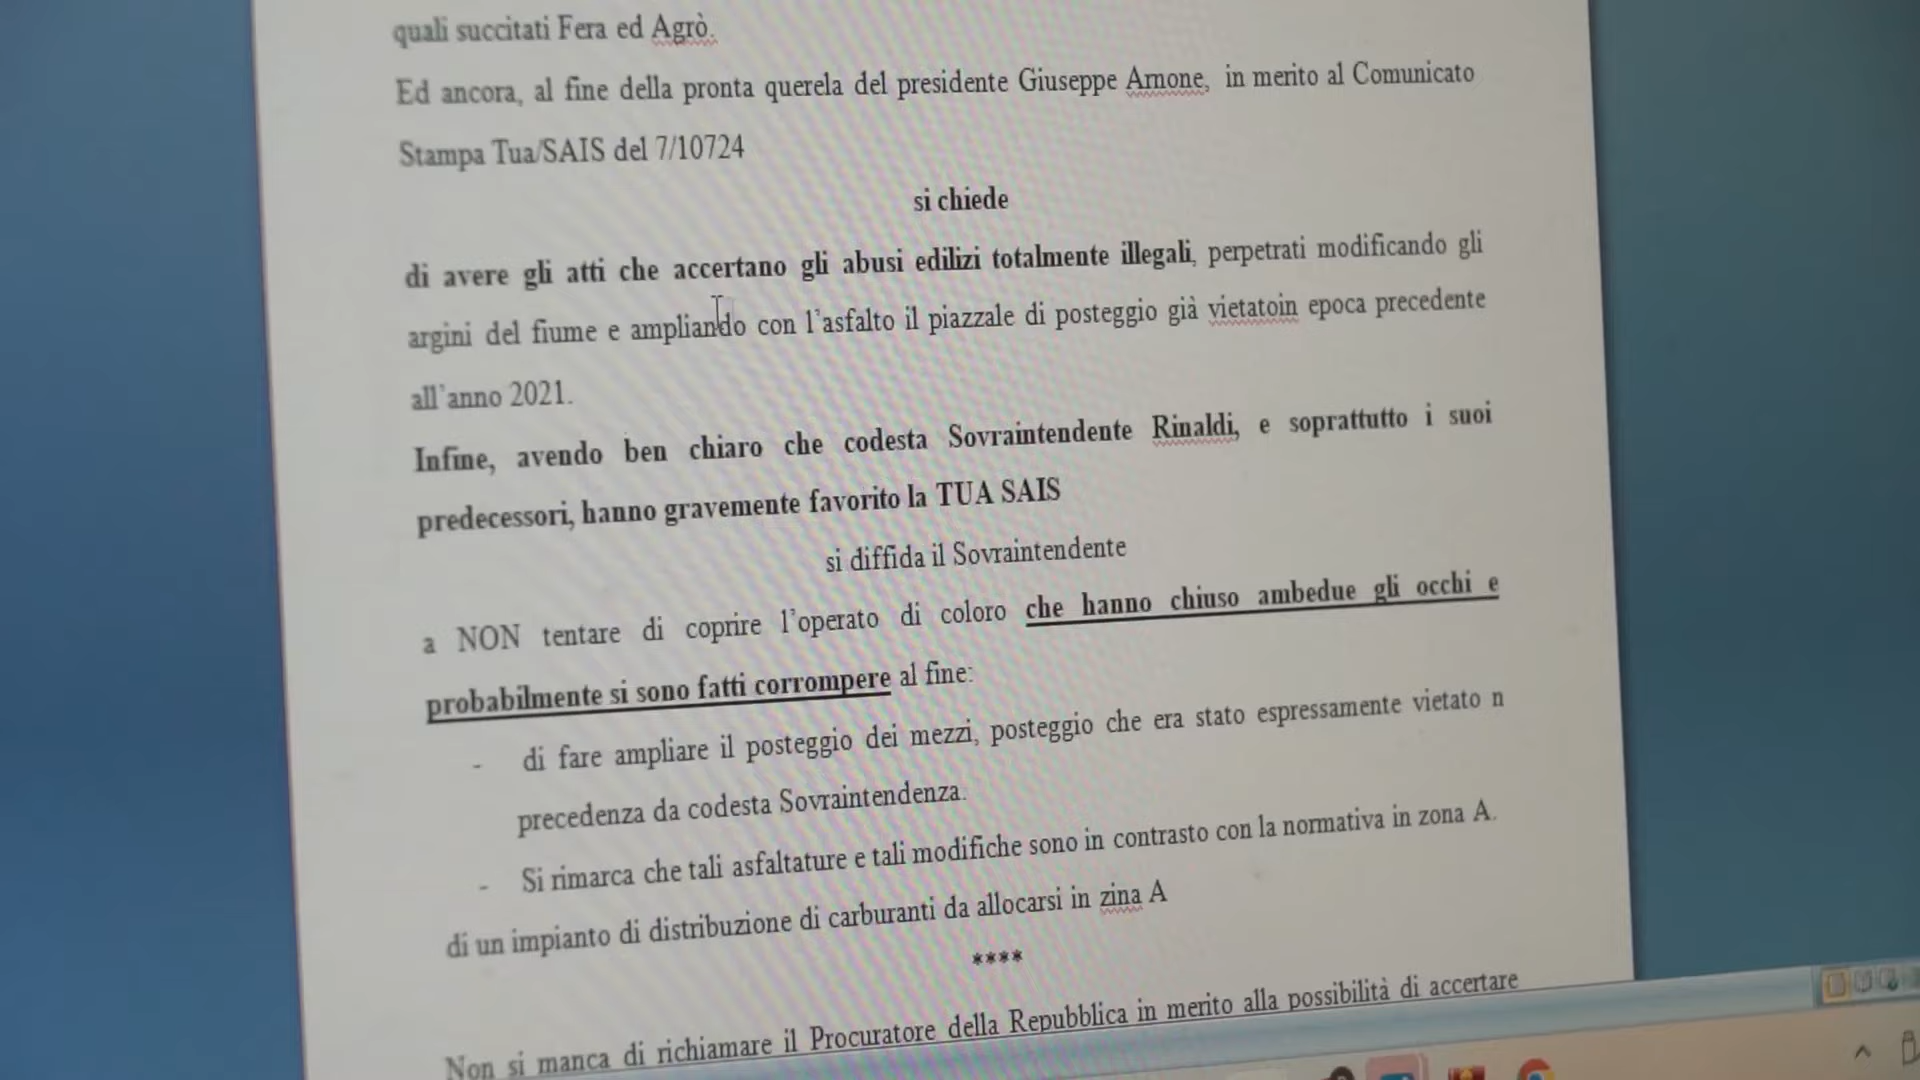 quali succitati Fera ed Agrò.
Ed ancora, al fine della pronta querela del presidente Giuseppe Arnone, in merito al Comunicato
Stampa Tua/SAIS del 7/10724
si chiede
di avere gli atti che accertano gli abusi edilizi totalmente illegali, perpetrati modificando gli
argini del fiume e ampliando con l'asfalto il piazzale di posteggio già vietatoin epoca precedente
all'anno 2021.
Infine, avendo ben chiaro che codesta Sovraintendente Rinaldi, e soprattutto i suoi
predecessori, hanno gravemente favorito la TUA SAIS
si diffida il Sovraintendente
a NON tentare di coprire l'operato di coloro che hanno chiuso ambedue gli occhi e
probabilmente si sono fatti corrompere al fine:
- di fare ampliare il posteggio dei mezzi, posteggio che era stato espressamente vietato n
precedenza da codesta Sovraintendenza.
- Si rimarca che tali asfaltature e tali modifiche sono in contrasto con la normativa in zona A.
di un impianto di distribuzione di carburanti da allocarsi in zina A
****
Non si manca di richiamare il Procuratore della Repubblica in merito alla possibilità di accertare